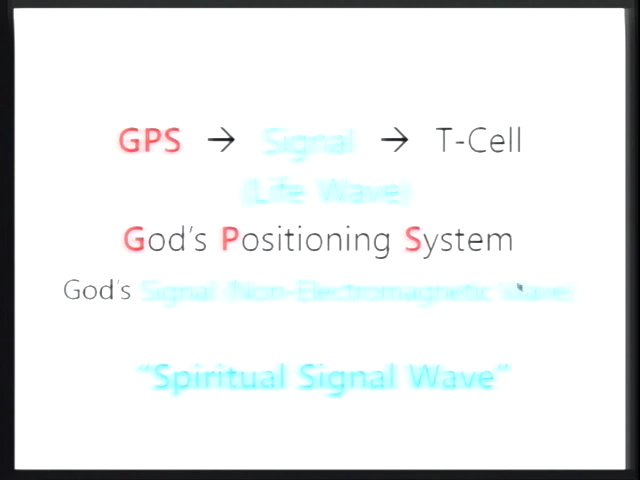 GPS → Signal → T-Cell
(Life Wave)
God's Positioning System
God's Signal (Non-Electromagnetic Wave)
"Spiritual Signal Wave"